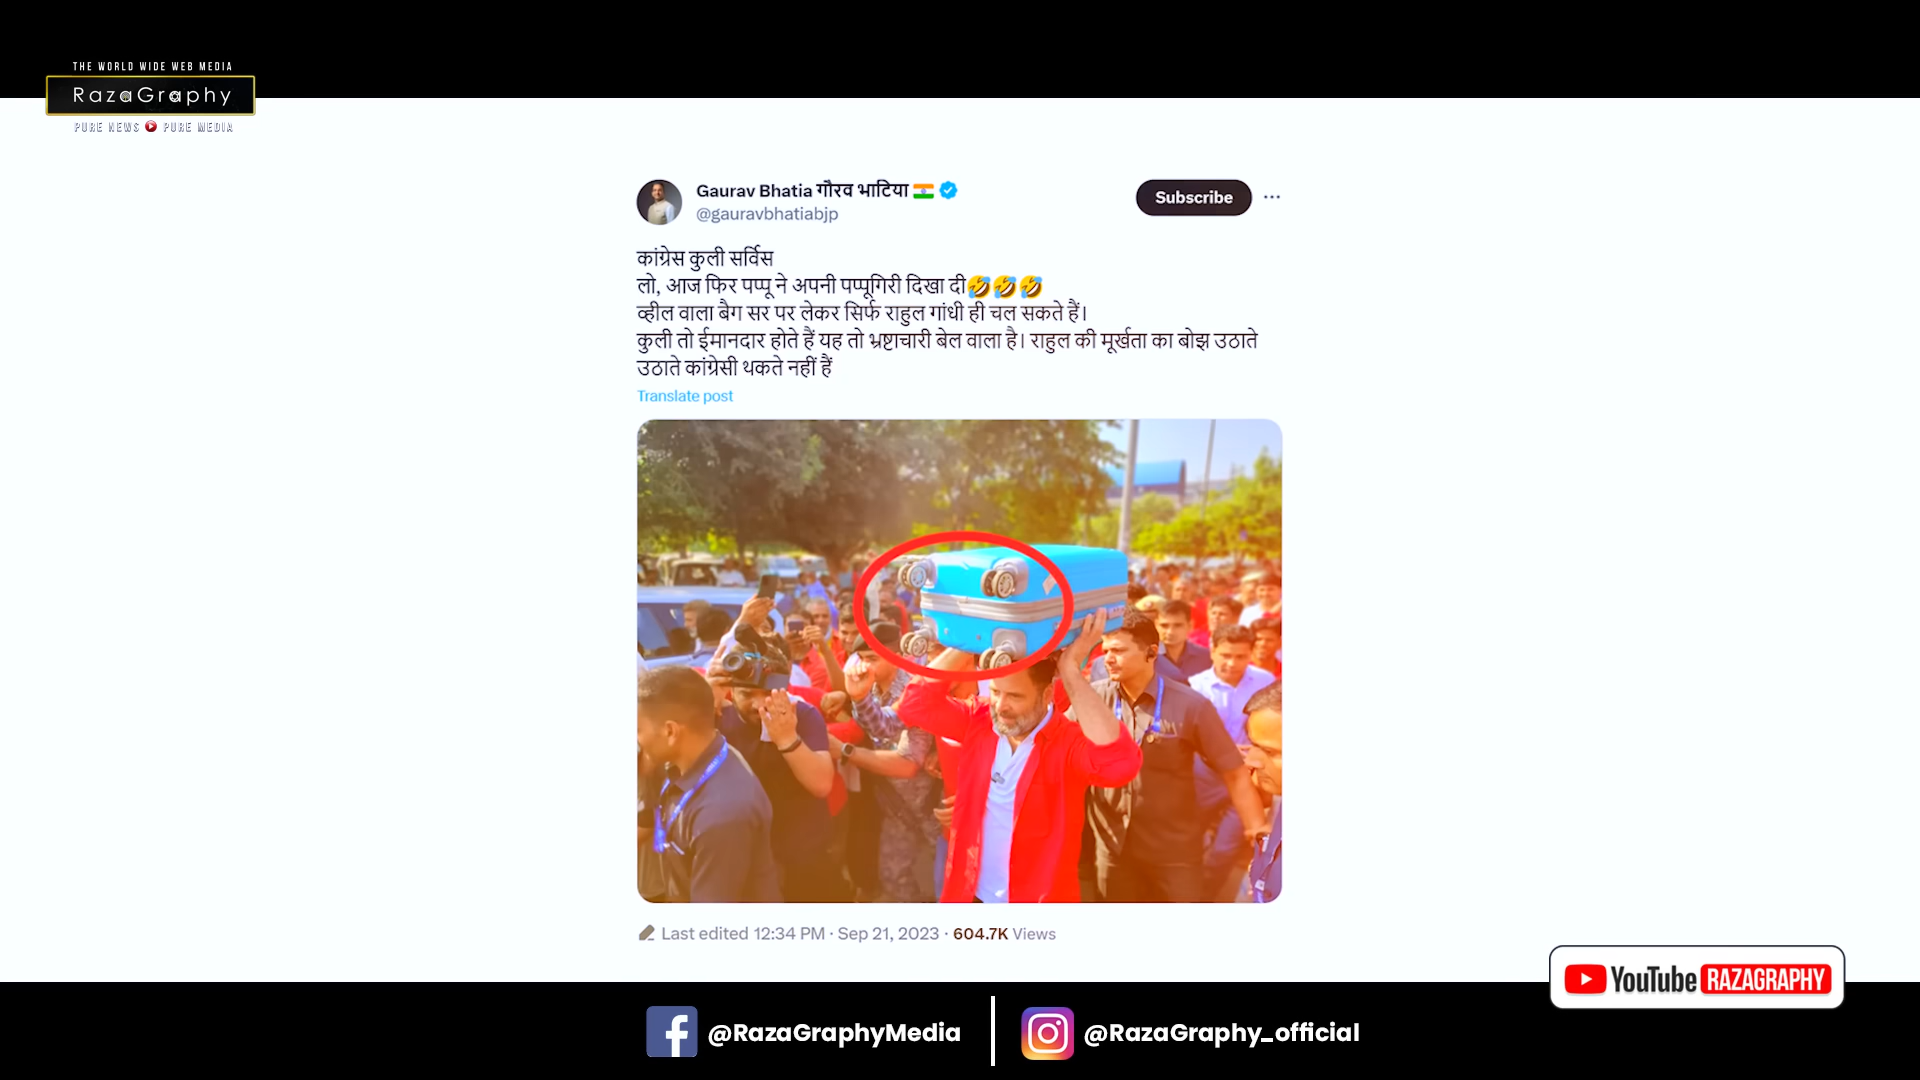 THE WORLD WIDE WEB MEDIA
RazaGraphy
PURE NEWS PURE MEDIA
Gaurav Bhatia गौरव भाटिया
@gauravbhatiabjp
Subscribe
कांग्रेस कुली सर्विस
लो, आज फिर पप्पू ने अपनी पप्पूगिरी दिखा दी🤣🤣🤣
व्हील वाला बैग सर पर लेकर सिर्फ राहुल गांधी ही चल सकते हैं।
कुली तो ईमानदार होते हैं यह तो भ्रष्टाचारी बेल वाला है। राहुल की मूर्खता का बोझ उठाते
उठाते कांग्रेसी थकते नहीं हैं
Translate post
Last edited 12:34 PM · Sep 21, 2023 · 604.7K Views
YouTube RAZAGRAPHY
@RazaGraphyMedia
@RazaGraphy_official